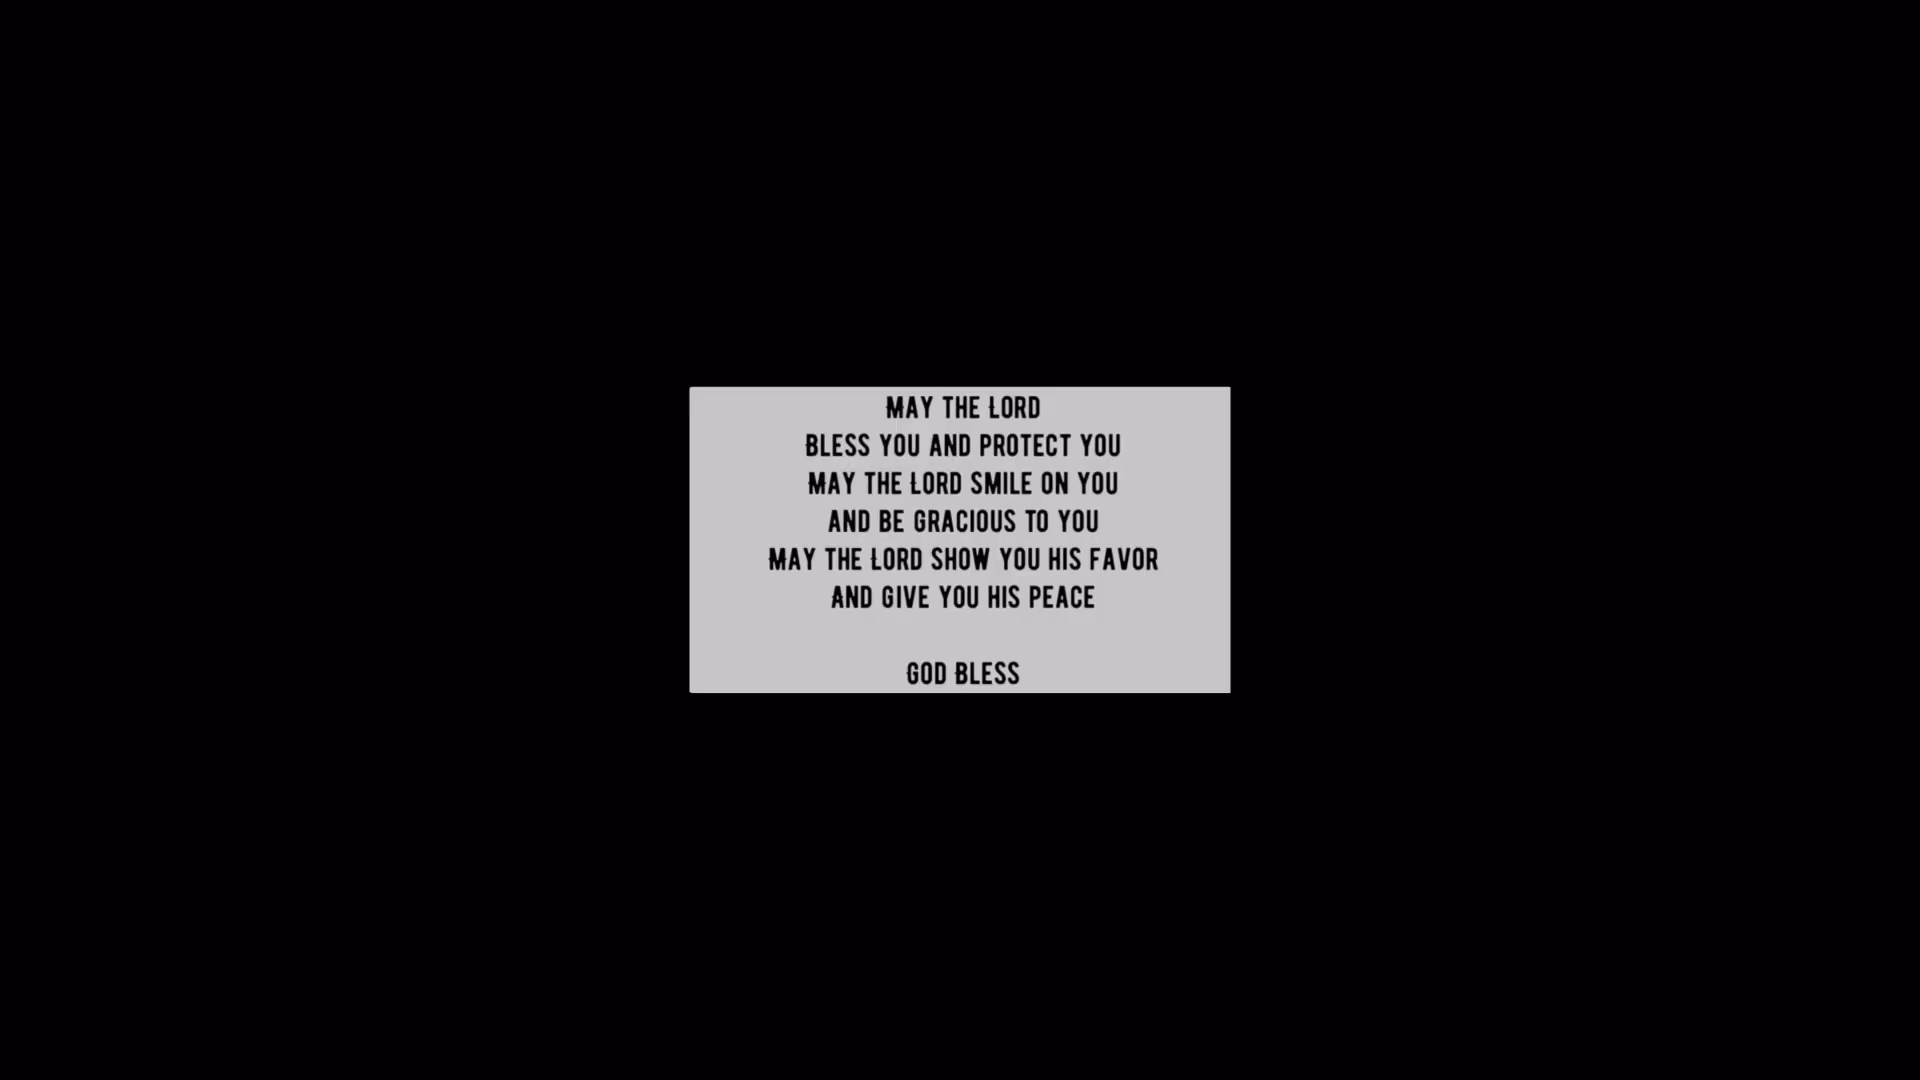 May the Lord
Bless you and protect you
May the Lord smile on you
and be gracious to you
May the Lord show you his favor
And give you his peace
God Bless